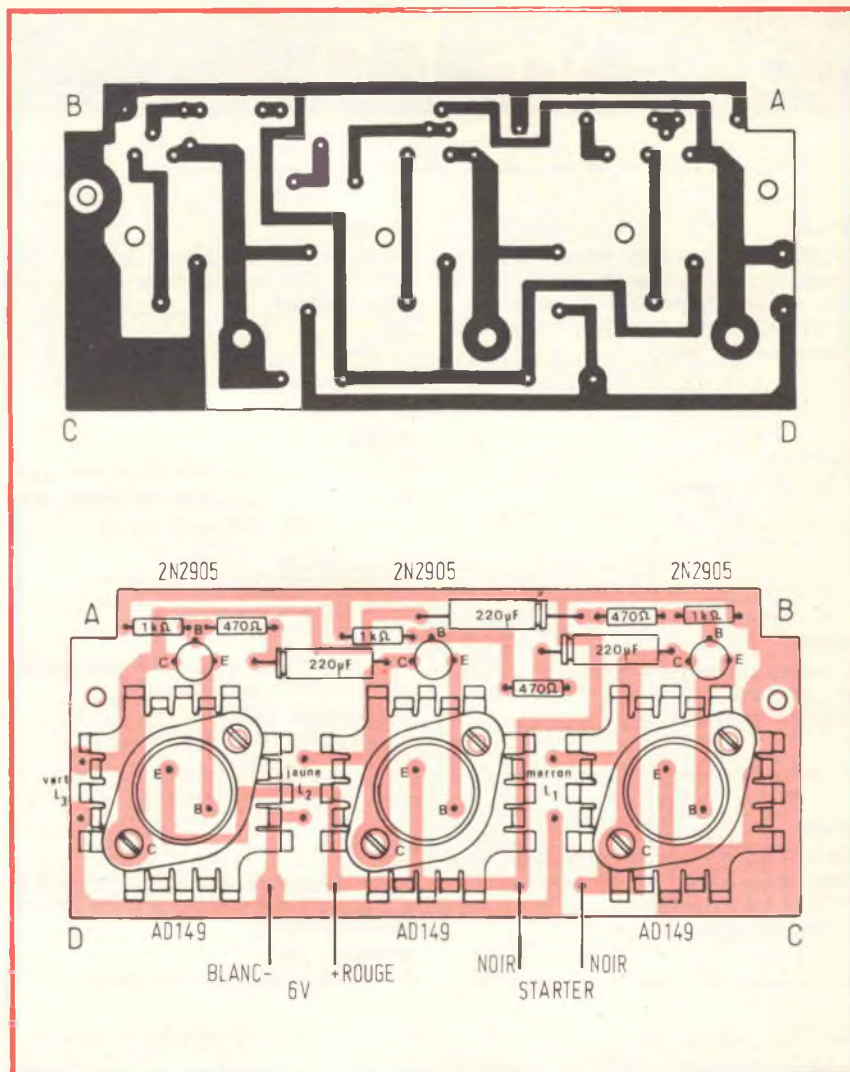 B A
C D
2N2905 2N2905 2N2905
A B
1kΩ B 470Ω 220µF 470Ω 1kΩ
1kΩ B B
C E 220µF C E 220µF C E
470Ω
vert
L3
jaune
L2
marron
L1
E E E
B B B
C C C
D AD149 AD149 AD149 C
BLANC- +ROUGE NOIR NOIR
6V STARTER